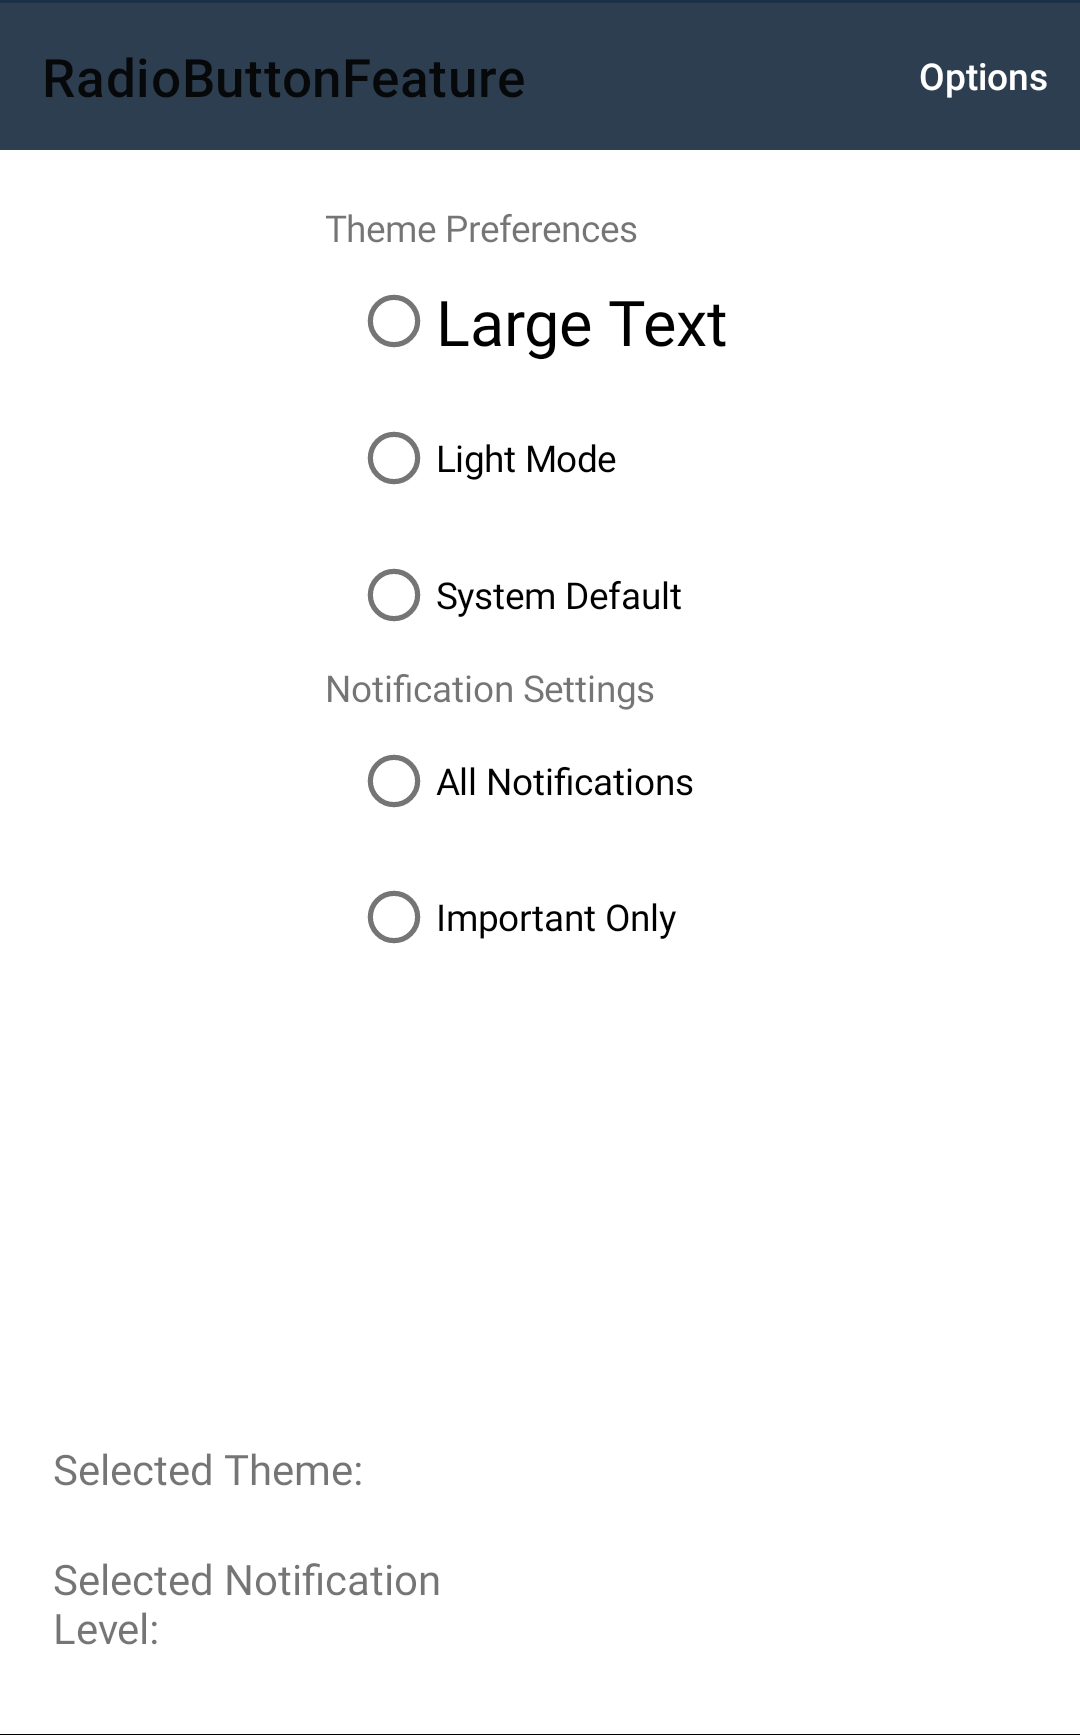 RadioButtonFeature
Options
Theme Preferences
Large Text
Light Mode
System Default
Notification Settings
All Notifications
Important Only
Selected Theme:
Selected Notification
Level: